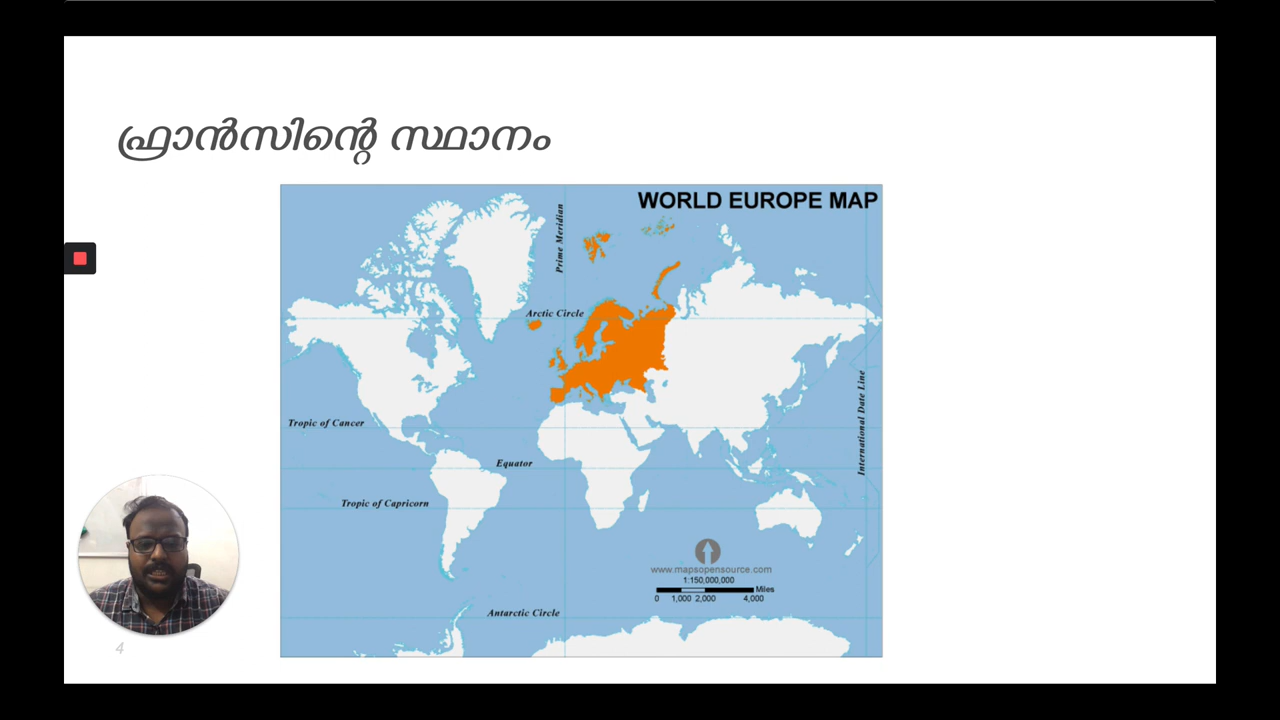 ഫ്രാൻസിന്റെ സ്ഥാനം
WORLD EUROPE MAP
Prime Meridian
Arctic Circle
International Date Line
Tropic of Cancer
Equator
Tropic of Capricorn
www.mapsopensource.com
1:150,000,000
Miles
0 1,000 2,000 4,000
Antarctic Circle
4